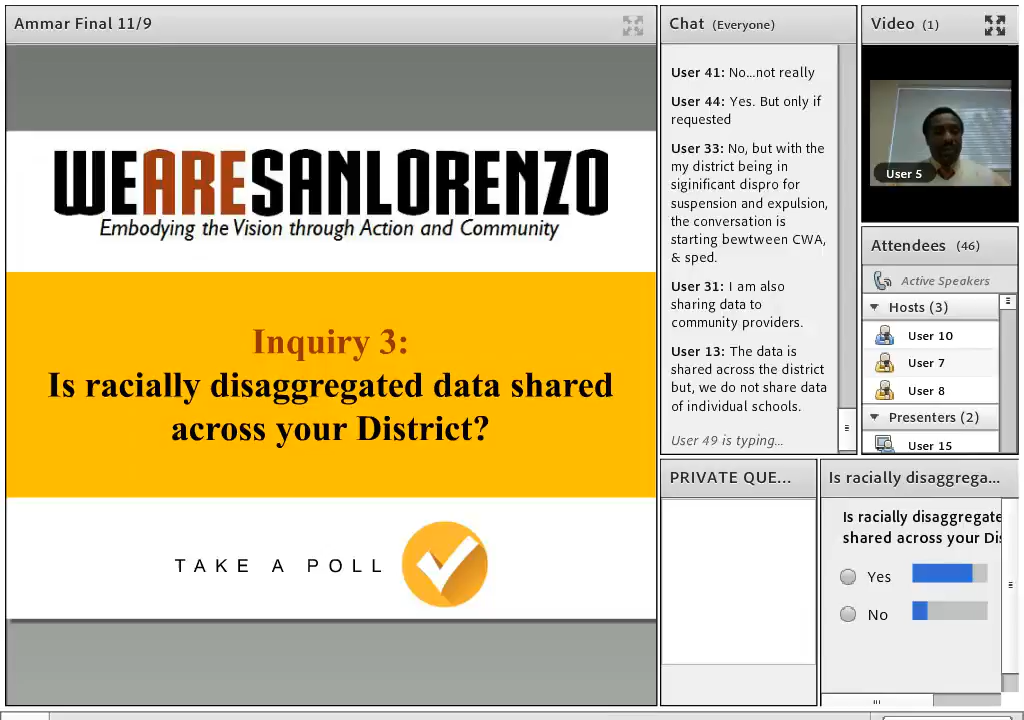 Ammar Final 11/9
WEARESANLORENZO
Embodying the Vision through Action and Community
Inquiry 3:
Is racially disaggregated data shared
across your District?
TAKE A POLL
Chat (Everyone)
User 41: No...not really
User 44: Yes. But only if
requested
User 33: No, but with the
my district being in
siginificant dispro for
suspension and expulsion,
the conversation is
starting bewtween CWA,
& sped.
User 31: I am also
sharing data to
community providers.
User 13: The data is
shared across the district
but, we do not share data
of individual schools.
User 49 is typing...
Video (1)
User 5
Attendees (46)
Active Speakers
Hosts (3)
User 10
User 7
User 8
Presenters (2)
User 15
PRIVATE QUE...
Is racially disaggrega...
Is racially disaggregate
shared across your Dis
Yes
No